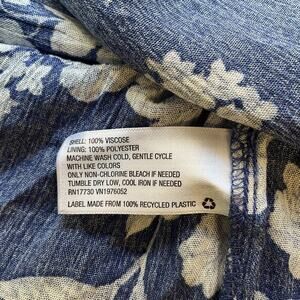 SHELL: 100% VISCOSE
LINING: 100% POLYESTER
MACHINE WASH COLD, GENTLE CYCLE
WITH LIKE COLORS
ONLY NON-CHLORINE BLEACH IF NEEDED
TUMBLE DRY LOW, COOL IRON IF NEEDED
RN17730 VN1976052
LABEL MADE FROM 100% RECYCLED PLASTIC